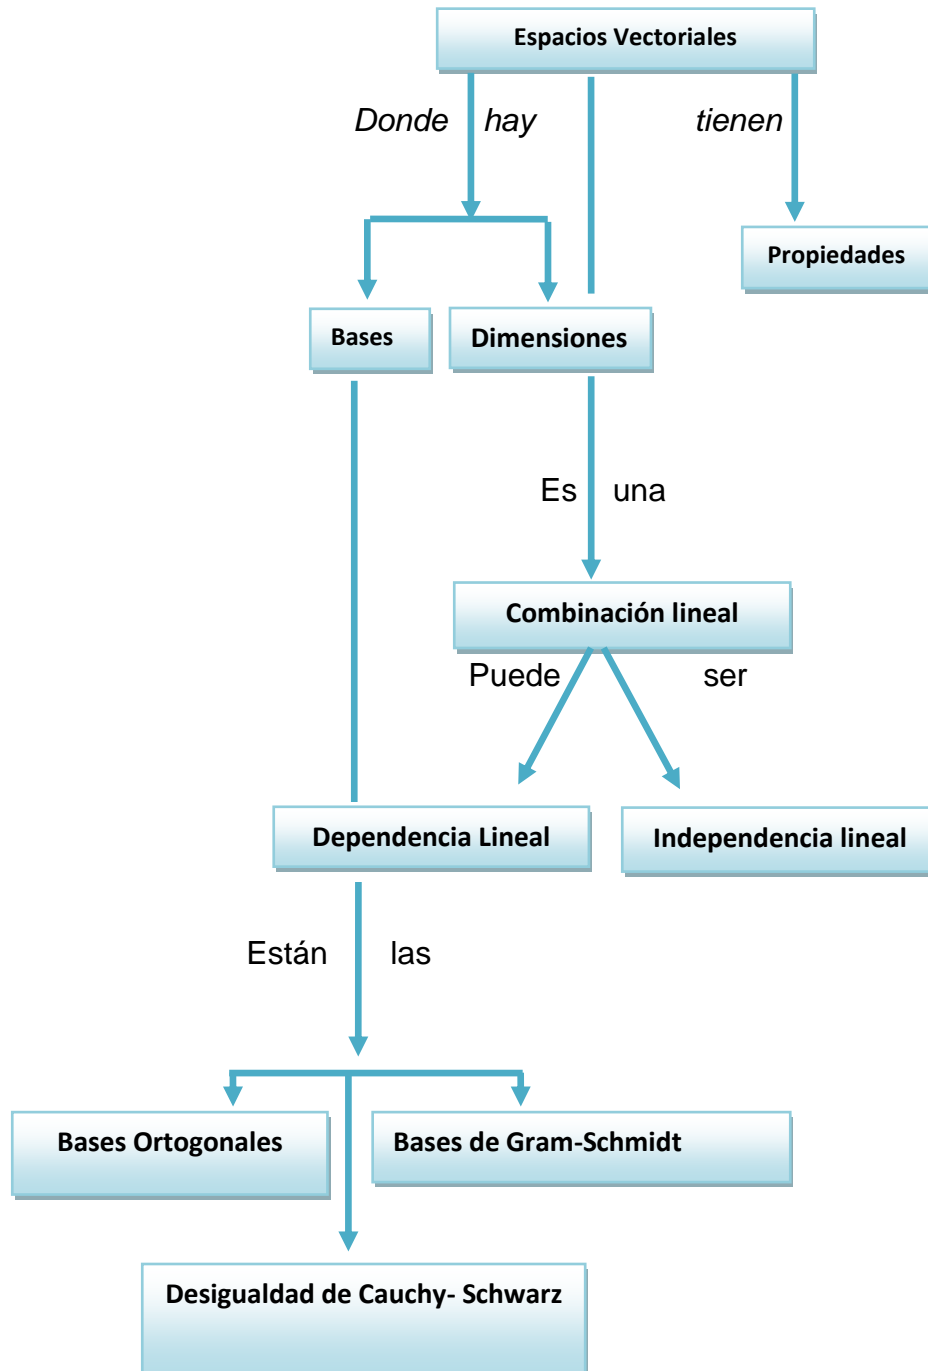 Espacios Vectoriales
Donde hay tienen
Propiedades
Bases Dimensiones
Es una
Combinación lineal
Puede ser
Dependencia Lineal Independencia lineal
Están las
Bases Ortogonales Bases de Gram-Schmidt
Desigualdad de Cauchy- Schwarz